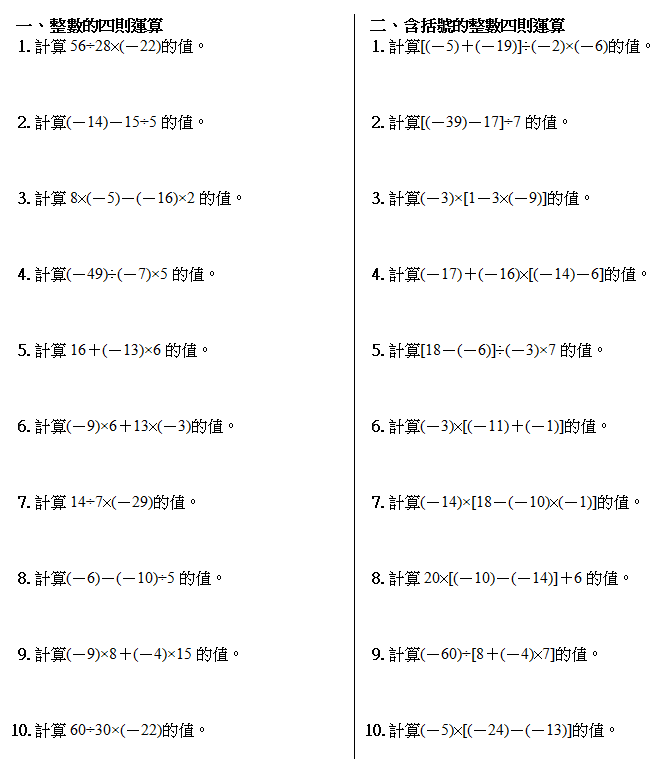 一、整數的四則運算
1. 計算 56÷28×(－22)的值。
2. 計算(－14)－15÷5 的值。
3. 計算 8×(－5)－(－16)×2 的值。
4. 計算(－49)÷(－7)×5 的值。
5. 計算 16＋(－13)×6 的值。
6. 計算(－9)×6＋13×(－3)的值。
7. 計算 14÷7×(－29)的值。
8. 計算(－6)－(－10)÷5 的值。
9. 計算(－9)×8＋(－4)×15 的值。
10. 計算 60÷30×(－22)的值。
二、含括號的整數四則運算
1. 計算[(－5)＋(－19)]÷(－2)×(－6)的值。
2. 計算[(－39)－17]÷7 的值。
3. 計算(－3)×[1－3×(－9)]的值。
4. 計算(－17)＋(－16)×[(－14)－6]的值。
5. 計算[18－(－6)]÷(－3)×7 的值。
6. 計算(－3)×[(－11)＋(－1)]的值。
7. 計算(－14)×[18－(－10)×(－1)]的值。
8. 計算 20×[(－10)－(－14)]＋6 的值。
9. 計算(－60)÷[8＋(－4)×7]的值。
10. 計算(－5)×[(－24)－(－13)]的值。